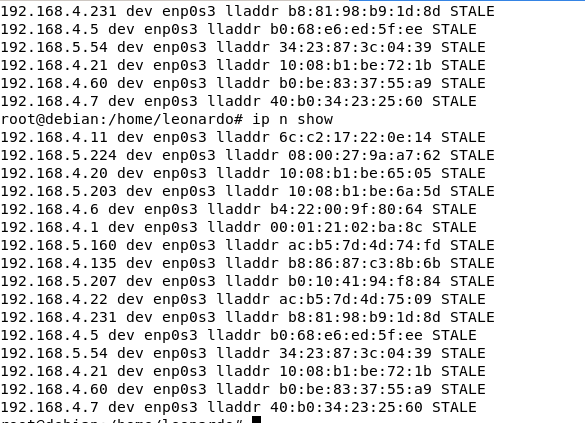 192.168.4.231 dev enp0s3 lladdr b8:81:98:b9:1d:8d STALE
192.168.4.5 dev enp0s3 lladdr b0:68:e6:ed:5f:ee STALE
192.168.5.54 dev enp0s3 lladdr 34:23:87:3c:04:39 STALE
192.168.4.21 dev enp0s3 lladdr 10:08:b1:be:72:1b STALE
192.168.4.60 dev enp0s3 lladdr b0:be:83:37:55:a9 STALE
192.168.4.7 dev enp0s3 lladdr 40:b0:34:23:25:60 STALE
root@debian:/home/leonardo# ip n show
192.168.4.11 dev enp0s3 lladdr 6c:c2:17:22:0e:14 STALE
192.168.5.224 dev enp0s3 lladdr 08:00:27:9a:a7:62 STALE
192.168.4.20 dev enp0s3 lladdr 10:08:b1:be:65:05 STALE
192.168.5.203 dev enp0s3 lladdr 10:08:b1:be:6a:5d STALE
192.168.4.6 dev enp0s3 lladdr b4:22:00:9f:80:64 STALE
192.168.4.1 dev enp0s3 lladdr 00:01:21:02:ba:8c STALE
192.168.5.160 dev enp0s3 lladdr ac:b5:7d:4d:74:fd STALE
192.168.4.135 dev enp0s3 lladdr b8:86:87:c3:8b:6b STALE
192.168.5.207 dev enp0s3 lladdr b0:10:41:94:f8:84 STALE
192.168.4.22 dev enp0s3 lladdr ac:b5:7d:4d:75:09 STALE
192.168.4.231 dev enp0s3 lladdr b8:81:98:b9:1d:8d STALE
192.168.4.5 dev enp0s3 lladdr b0:68:e6:ed:5f:ee STALE
192.168.5.54 dev enp0s3 lladdr 34:23:87:3c:04:39 STALE
192.168.4.21 dev enp0s3 lladdr 10:08:b1:be:72:1b STALE
192.168.4.60 dev enp0s3 lladdr b0:be:83:37:55:a9 STALE
192.168.4.7 dev enp0s3 lladdr 40:b0:34:23:25:60 STALE
root@debian:/home/leonardo#